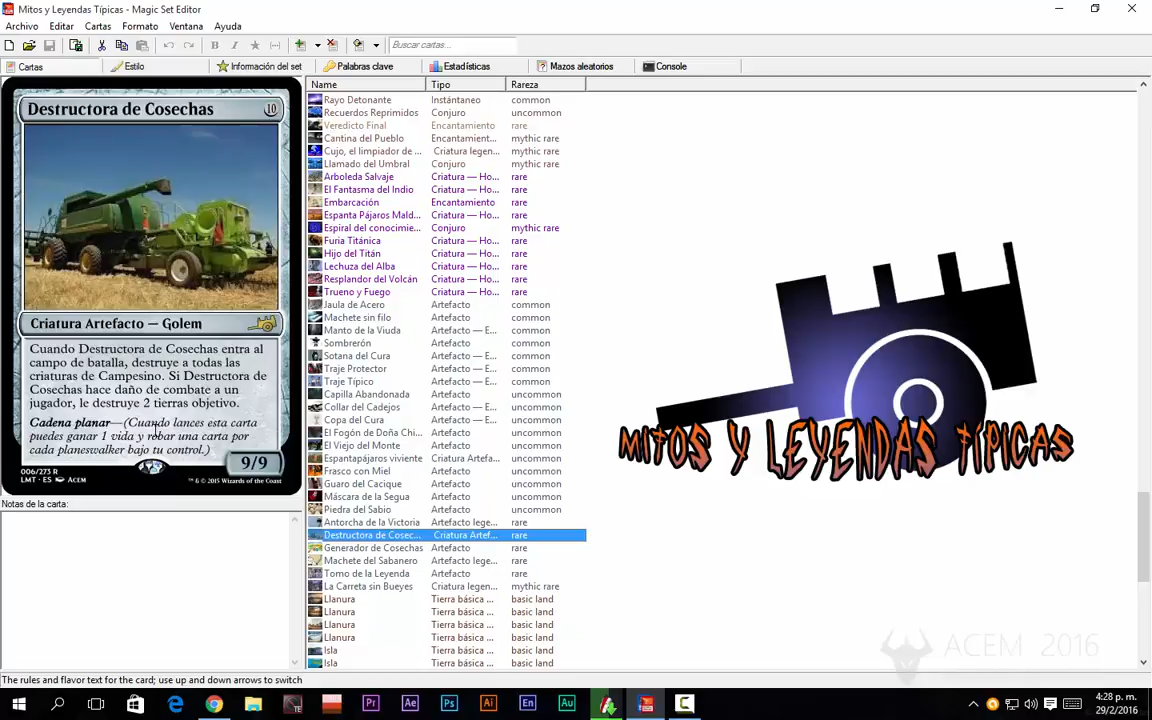 Mitos y Leyendas Típicas - Magic Set Editor
Archivo Editar Cartas Formato Ventana Ayuda
Buscar cartas...
Cartas Estilo Información del set Palabras clave Estadísticas Mazos aleatorios Console
Destructora de Cosechas 10
Criatura Artefacto — Golem
Cuando Destructora de Cosechas entra al
campo de batalla, destruye a todas las
criaturas de Campesino. Si Destructora de
Cosechas hace daño de combate a un
jugador, le destruye 2 tierras objetivo.
Cadena planar—(Cuando lances esta carta
puedes ganar 1 vida y robar una carta por
cada planeswalker bajo tu control.)
9/9
006/273 R
LMT • ES Acem
™ & © 2015 Wizards of the Coast
Notas de la carta:
Name Tipo Rareza
Rayo Detonante Instántaneo common
Recuerdos Reprimidos Conjuro uncommon
Veredicto Final Encantamiento rare
Cantina del Pueblo Encantamient... mythic rare
Cujo, el limpiador de ... Criatura legen... mythic rare
Llamado del Umbral Conjuro mythic rare
Arboleda Salvaje Criatura — Ho... rare
El Fantasma del Indio Criatura — Ho... rare
Embarcación Encantamiento rare
Espanta Pájaros Mald... Criatura — Ho... rare
Espiral del conocimie... Conjuro mythic rare
Furia Titánica Criatura — Ho... rare
Hijo del Titán Criatura — Ho... rare
Lechuza del Alba Criatura — Ho... rare
Resplandor del Volcán Criatura — Ho... rare
Trueno y Fuego Criatura — Ho... rare
Jaula de Acero Artefacto common
Machete sin filo Artefacto common
Manto de la Viuda Artefacto — E... common
Sombrerón Artefacto — E... common
Sotana del Cura Artefacto — E... common
Traje Protector Artefacto — E... common
Traje Típico Artefacto — E... common
Capilla Abandonada Artefacto uncommon
Collar del Cadejos Artefacto — E... uncommon
Copa del Cura Artefacto — E... uncommon
El Fogón de Doña Chi... Artefacto uncommon
El Viejo del Monte Artefacto uncommon
Espantapájaros viviente Criatura Artefa... uncommon
Frasco con Miel Artefacto uncommon
Guaro del Cacique Artefacto uncommon
Máscara de la Segua Artefacto uncommon
Piedra del Sabio Artefacto uncommon
Antorcha de la Victoria Artefacto lege... rare
Destructora de Cosec... Criatura Artef... rare
Generador de Cosechas Artefacto rare
Machete del Sabanero Artefacto lege... rare
Tomo de la Leyenda Artefacto rare
La Carreta sin Bueyes Criatura legen... mythic rare
Llanura Tierra básica ... basic land
Llanura Tierra básica ... basic land
Llanura Tierra básica ... basic land
Llanura Tierra básica ... basic land
Isla Tierra básica ... basic land
Isla Tierra básica ... basic land
MITOS Y LEYENDAS TÍPICAS
ACEM 2016
The rules and flavor text for the card; use up and down arrows to switch
TE Pr Ae Ps Ai En Au
4:28 p. m.
29/2/2016